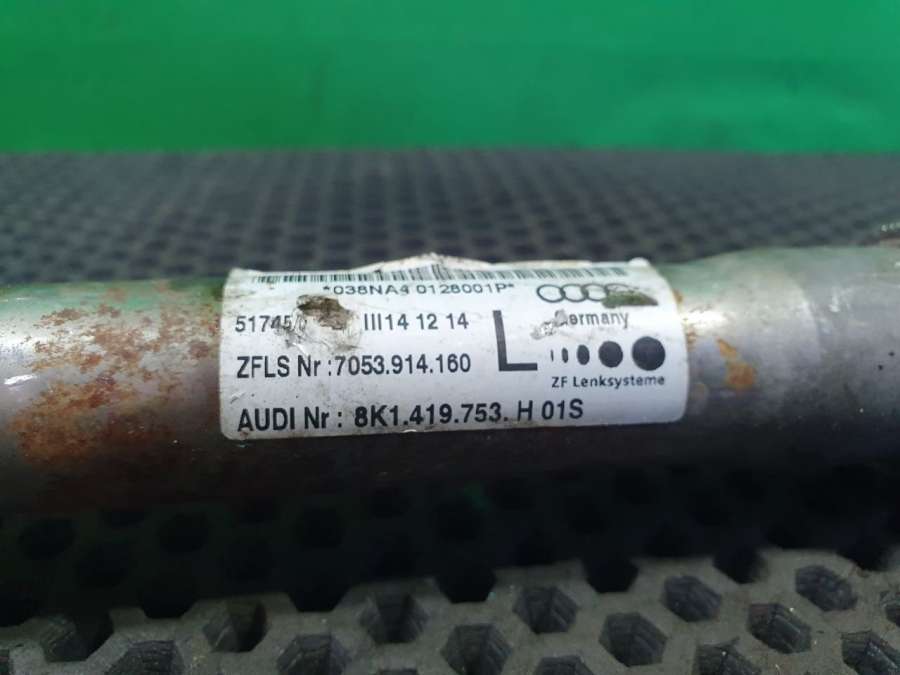 *038NA4 0128001P*
51745/ III14 12 14
L
Germany
ZFLS Nr :7053.914.160
ZF Lenksysteme
AUDI Nr : 8K1.419.753. H 01S